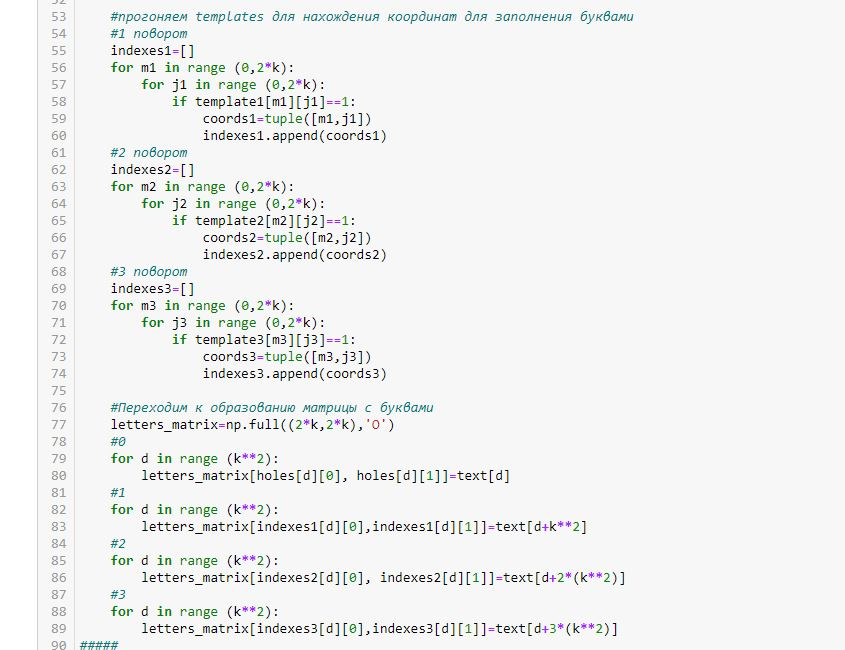 53 #прогоняем templates для нахождения координат для заполнения буквами
54 #1 поворот
55 indexes1=[]
56 for m1 in range (0,2*k):
57 for j1 in range (0,2*k):
58 if template1[m1][j1]==1:
59 coords1=tuple([m1,j1])
60 indexes1.append(coords1)
61 #2 поворот
62 indexes2=[]
63 for m2 in range (0,2*k):
64 for j2 in range (0,2*k):
65 if template2[m2][j2]==1:
66 coords2=tuple([m2,j2])
67 indexes2.append(coords2)
68 #3 поворот
69 indexes3=[]
70 for m3 in range (0,2*k):
71 for j3 in range (0,2*k):
72 if template3[m3][j3]==1:
73 coords3=tuple([m3,j3])
74 indexes3.append(coords3)
75
76 #Переходим к образованию матрицы с буквами
77 letters_matrix=np.full((2*k,2*k),'O')
78 #0
79 for d in range (k**2):
80 letters_matrix[holes[d][0], holes[d][1]]=text[d]
81 #1
82 for d in range (k**2):
83 letters_matrix[indexes1[d][0],indexes1[d][1]]=text[d+k**2]
84 #2
85 for d in range (k**2):
86 letters_matrix[indexes2[d][0], indexes2[d][1]]=text[d+2*(k**2)]
87 #3
88 for d in range (k**2):
89 letters_matrix[indexes3[d][0],indexes3[d][1]]=text[d+3*(k**2)]
90 #####